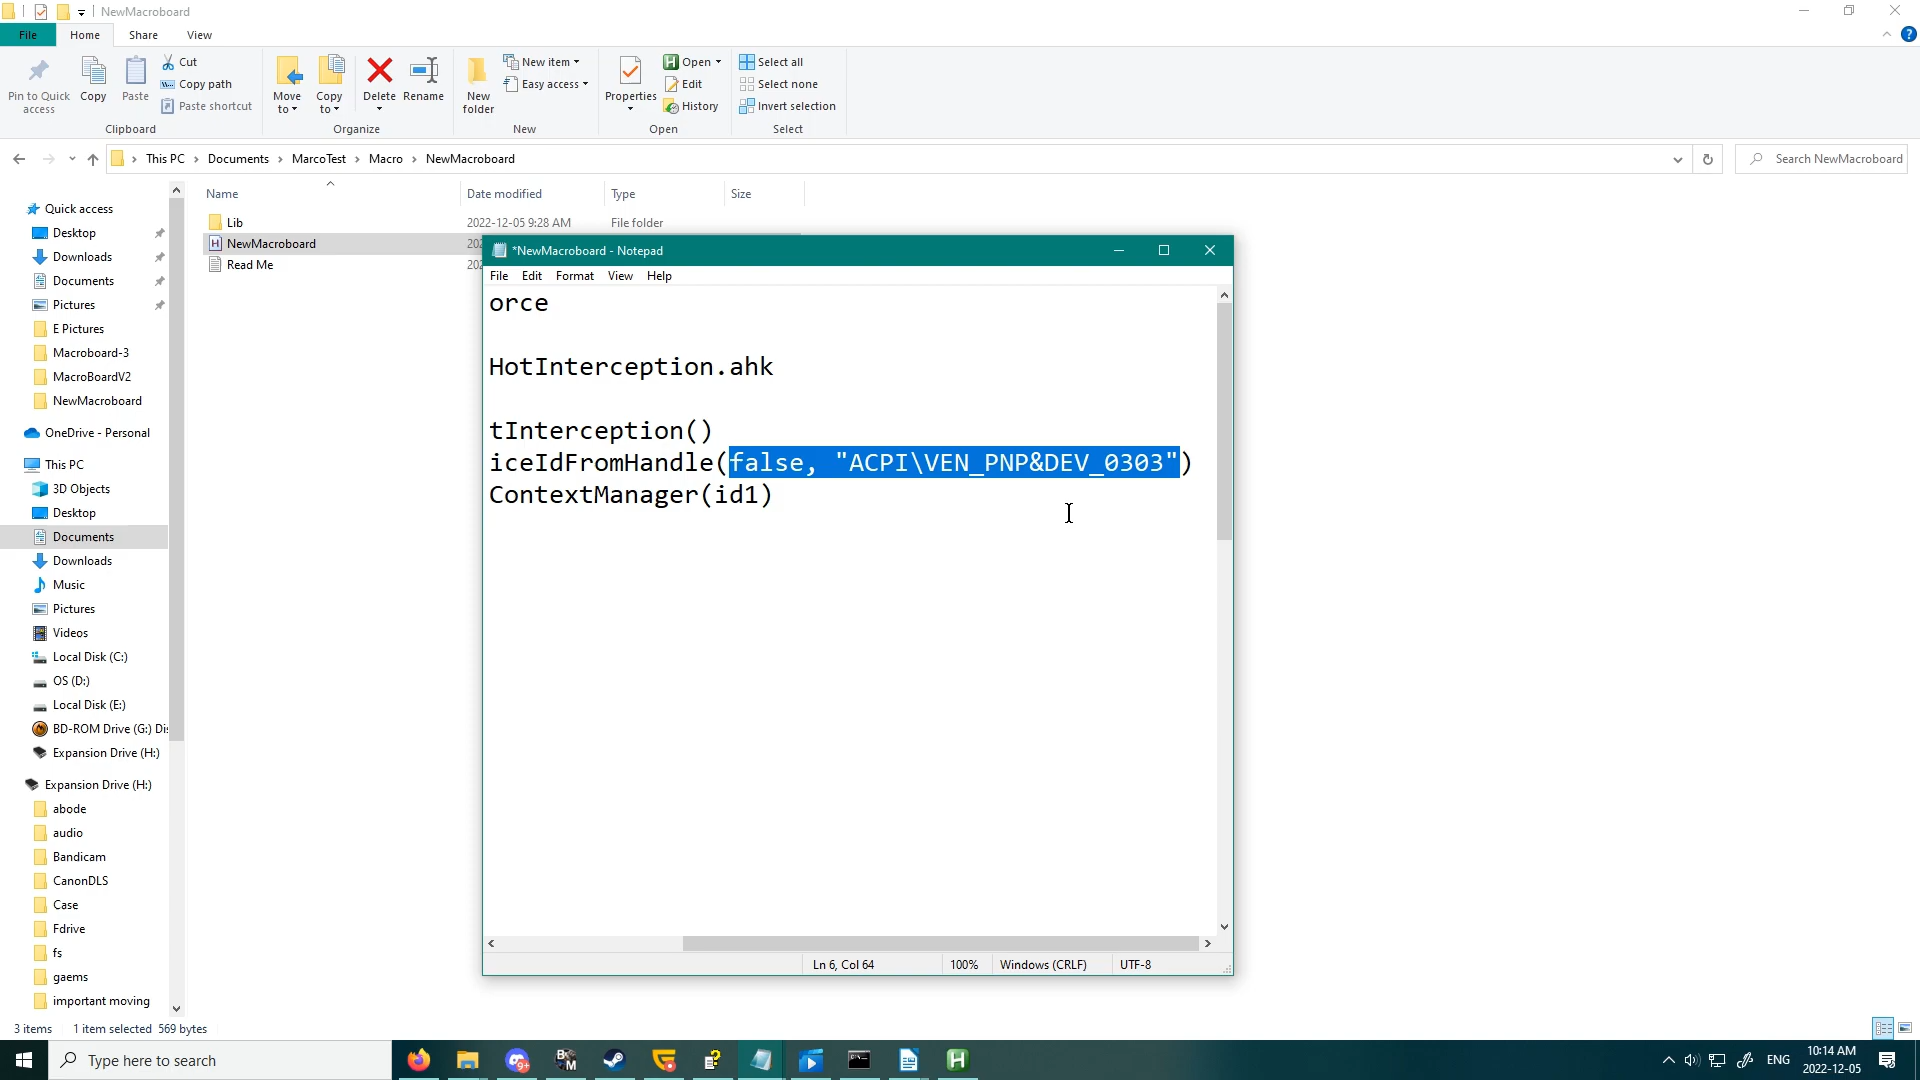 NewMacroboard
File
Home
Share
View
Pin to Quick access
Copy
Paste
Cut
Copy path
Paste shortcut
Clipboard
Move to
Copy to
Delete
Rename
Organize
New folder
New item
Easy access
New
Properties
Open
Edit
History
Open
Select all
Select none
Invert selection
Select
This PC > Documents > MarcoTest > Macro > NewMacroboard
Search NewMacroboard
Name
Date modified
Type
Size
Lib
2022-12-05 9:28 AM
File folder
NewMacroboard
202
Read Me
202
Quick access
Desktop
Downloads
Documents
Pictures
E Pictures
Macroboard-3
MacroBoardV2
NewMacroboard
OneDrive - Personal
This PC
3D Objects
Desktop
Documents
Downloads
Music
Pictures
Videos
Local Disk (C:)
OS (D:)
Local Disk (E:)
BD-ROM Drive (G:) Dis
Expansion Drive (H:)
Expansion Drive (H:)
abode
audio
Bandicam
CanonDLS
Case
Fdrive
fs
gaems
important moving
*NewMacroboard - Notepad
File
Edit
Format
View
Help
orce
HotInterception.ahk
tInterception()
iceIdFromHandle(false, "ACPI\VEN_PNP&DEV_0303")
ContextManager(id1)
Ln 6, Col 64
100%
Windows (CRLF)
UTF-8
3 items
1 item selected 569 bytes
Type here to search
ENG
10:14 AM
2022-12-05